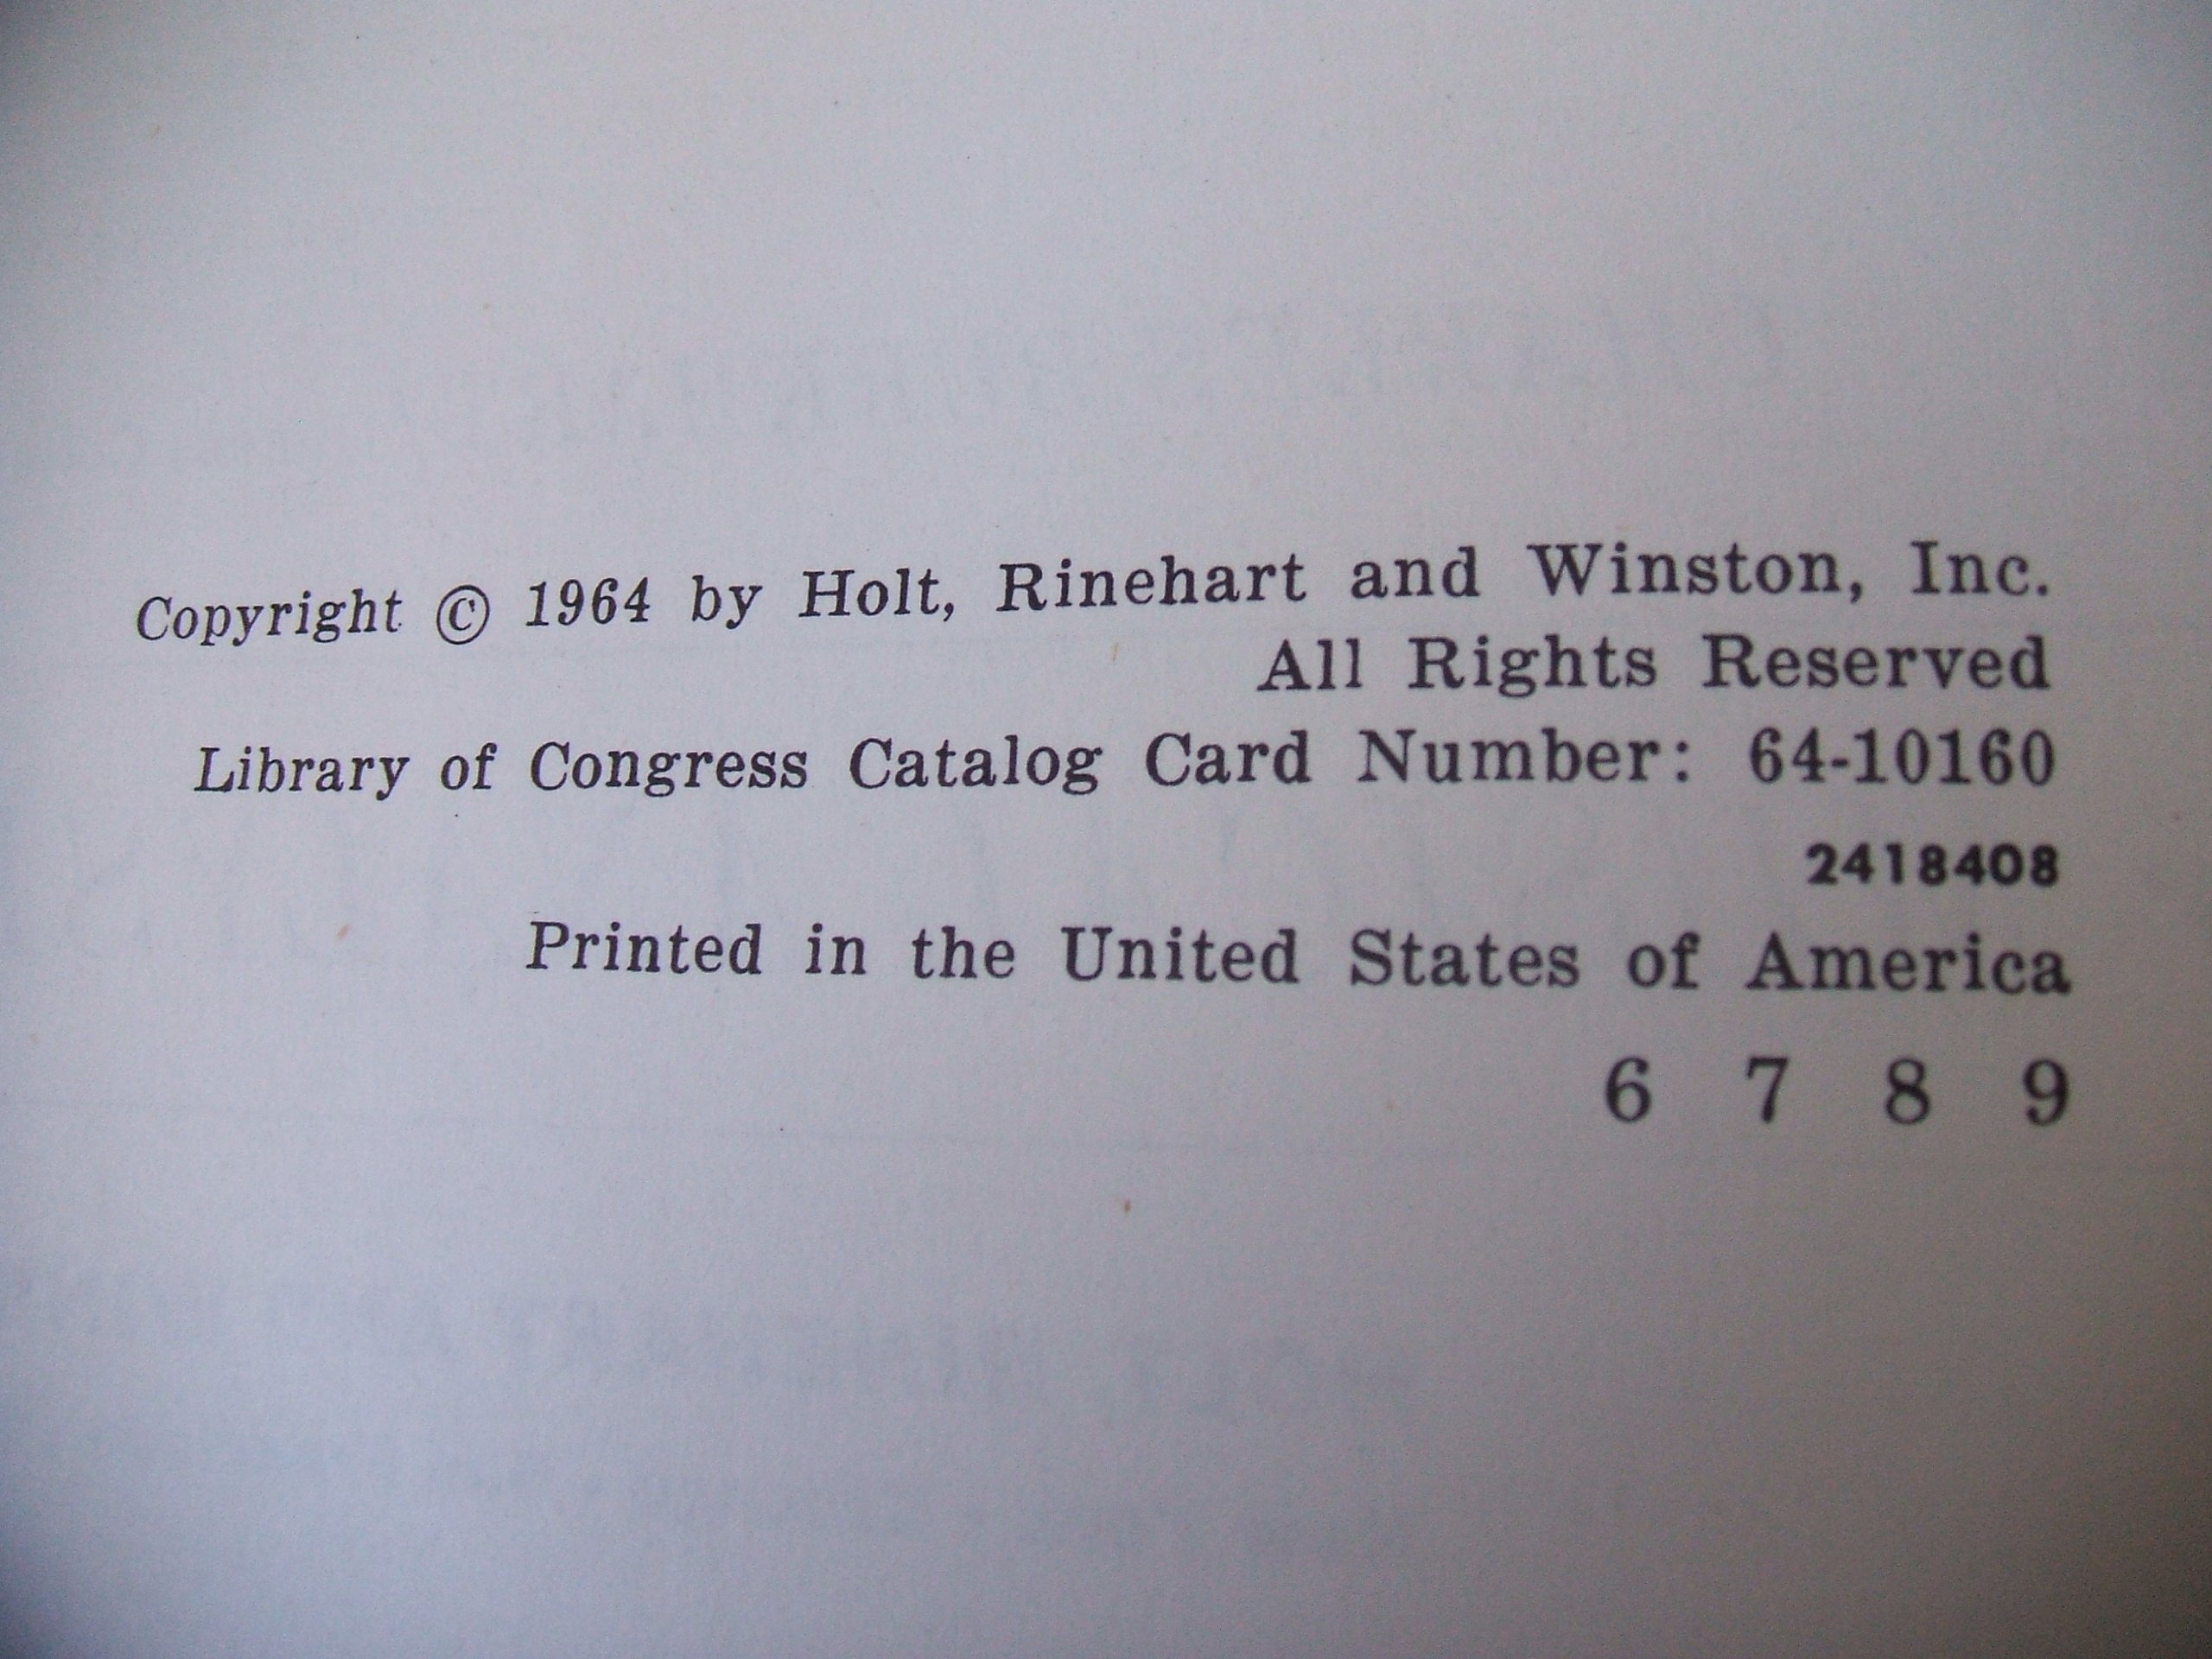 Copyright © 1964 by Holt, Rinehart and Winston, Inc.
All Rights Reserved
Library of Congress Catalog Card Number: 64-10160
2418408
Printed in the United States of America
6 7 8 9